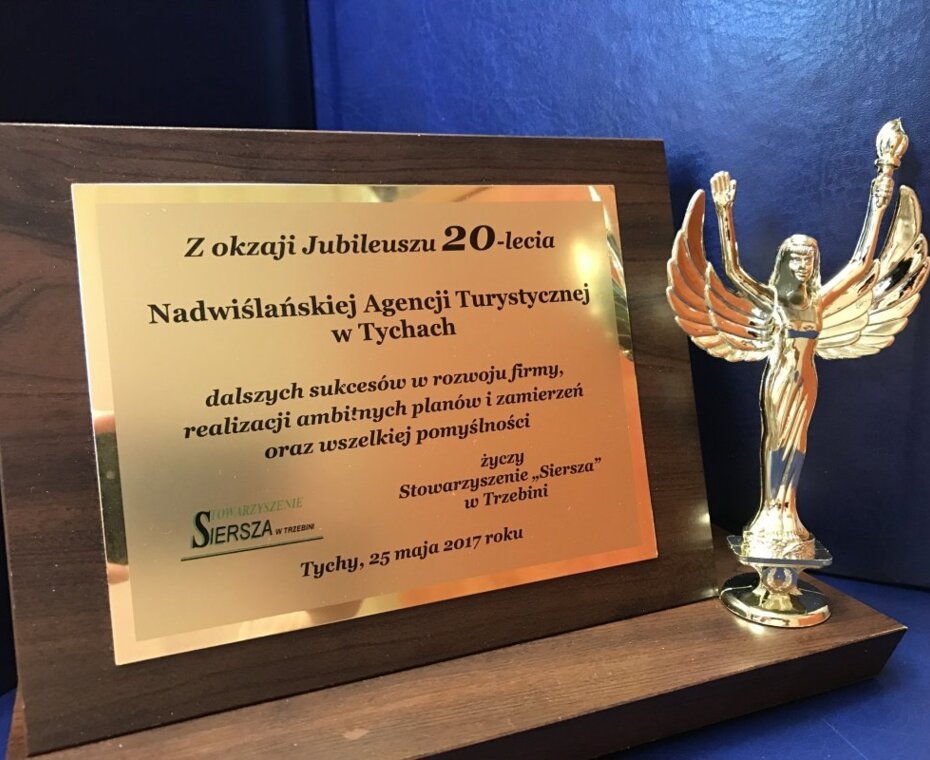 Z okzaji Jubileuszu 20-lecia
Nadwiślańskiej Agencji Turystycznej
w Tychach
dalszych sukcesów w rozwoju firmy,
realizacji ambitnych planów i zamierzeń
oraz wszelkiej pomyślności
życzy
Stowarzyszenie „Siersza”
w Trzebini
STOWARZYSZENIE
SIERSZA W TRZEBINI
Tychy, 25 maja 2017 roku